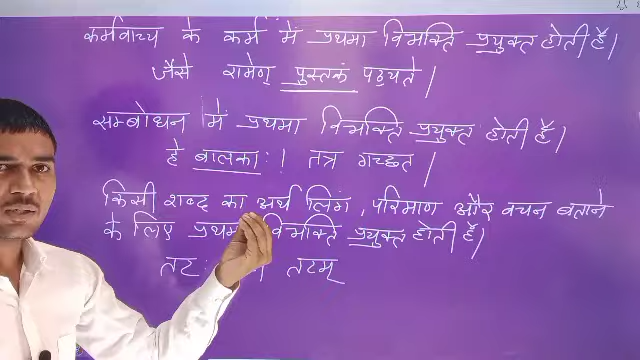 कर्मवाच्य के कर्म में प्रथमा विभक्ति प्रयुक्त होती है।
जैसे रामेण पुस्तकं पठ्यते।
सम्बोधन में प्रथमा विभक्ति प्रयुक्त होती है।
हे बालकाः! तत्र गच्छत।
किसी शब्द का अर्थ लिंग, परिमाण और वचन बताने
के लिए प्रथमा विभक्ति प्रयुक्त होती है।
तटः तटम्